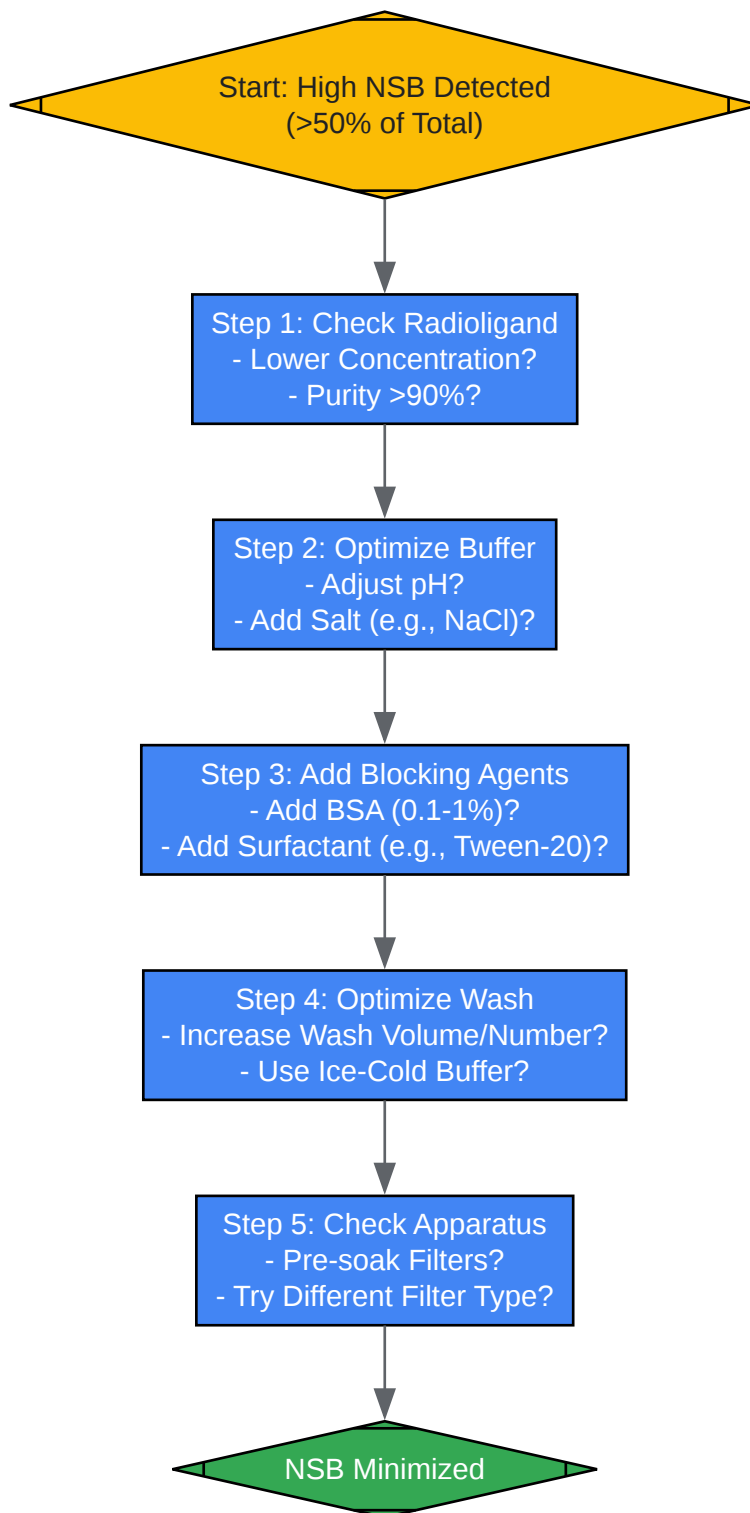 Start: High NSB Detected
(>50% of Total)
Step 1: Check Radioligand
- Lower Concentration?
- Purity >90%?
Step 2: Optimize Buffer
- Adjust pH?
- Add Salt (e.g., NaCl)?
Step 3: Add Blocking Agents
- Add BSA (0.1-1%)?
- Add Surfactant (e.g., Tween-20)?
Step 4: Optimize Wash
- Increase Wash Volume/Number?
- Use Ice-Cold Buffer?
Step 5: Check Apparatus
- Pre-soak Filters?
- Try Different Filter Type?
NSB Minimized